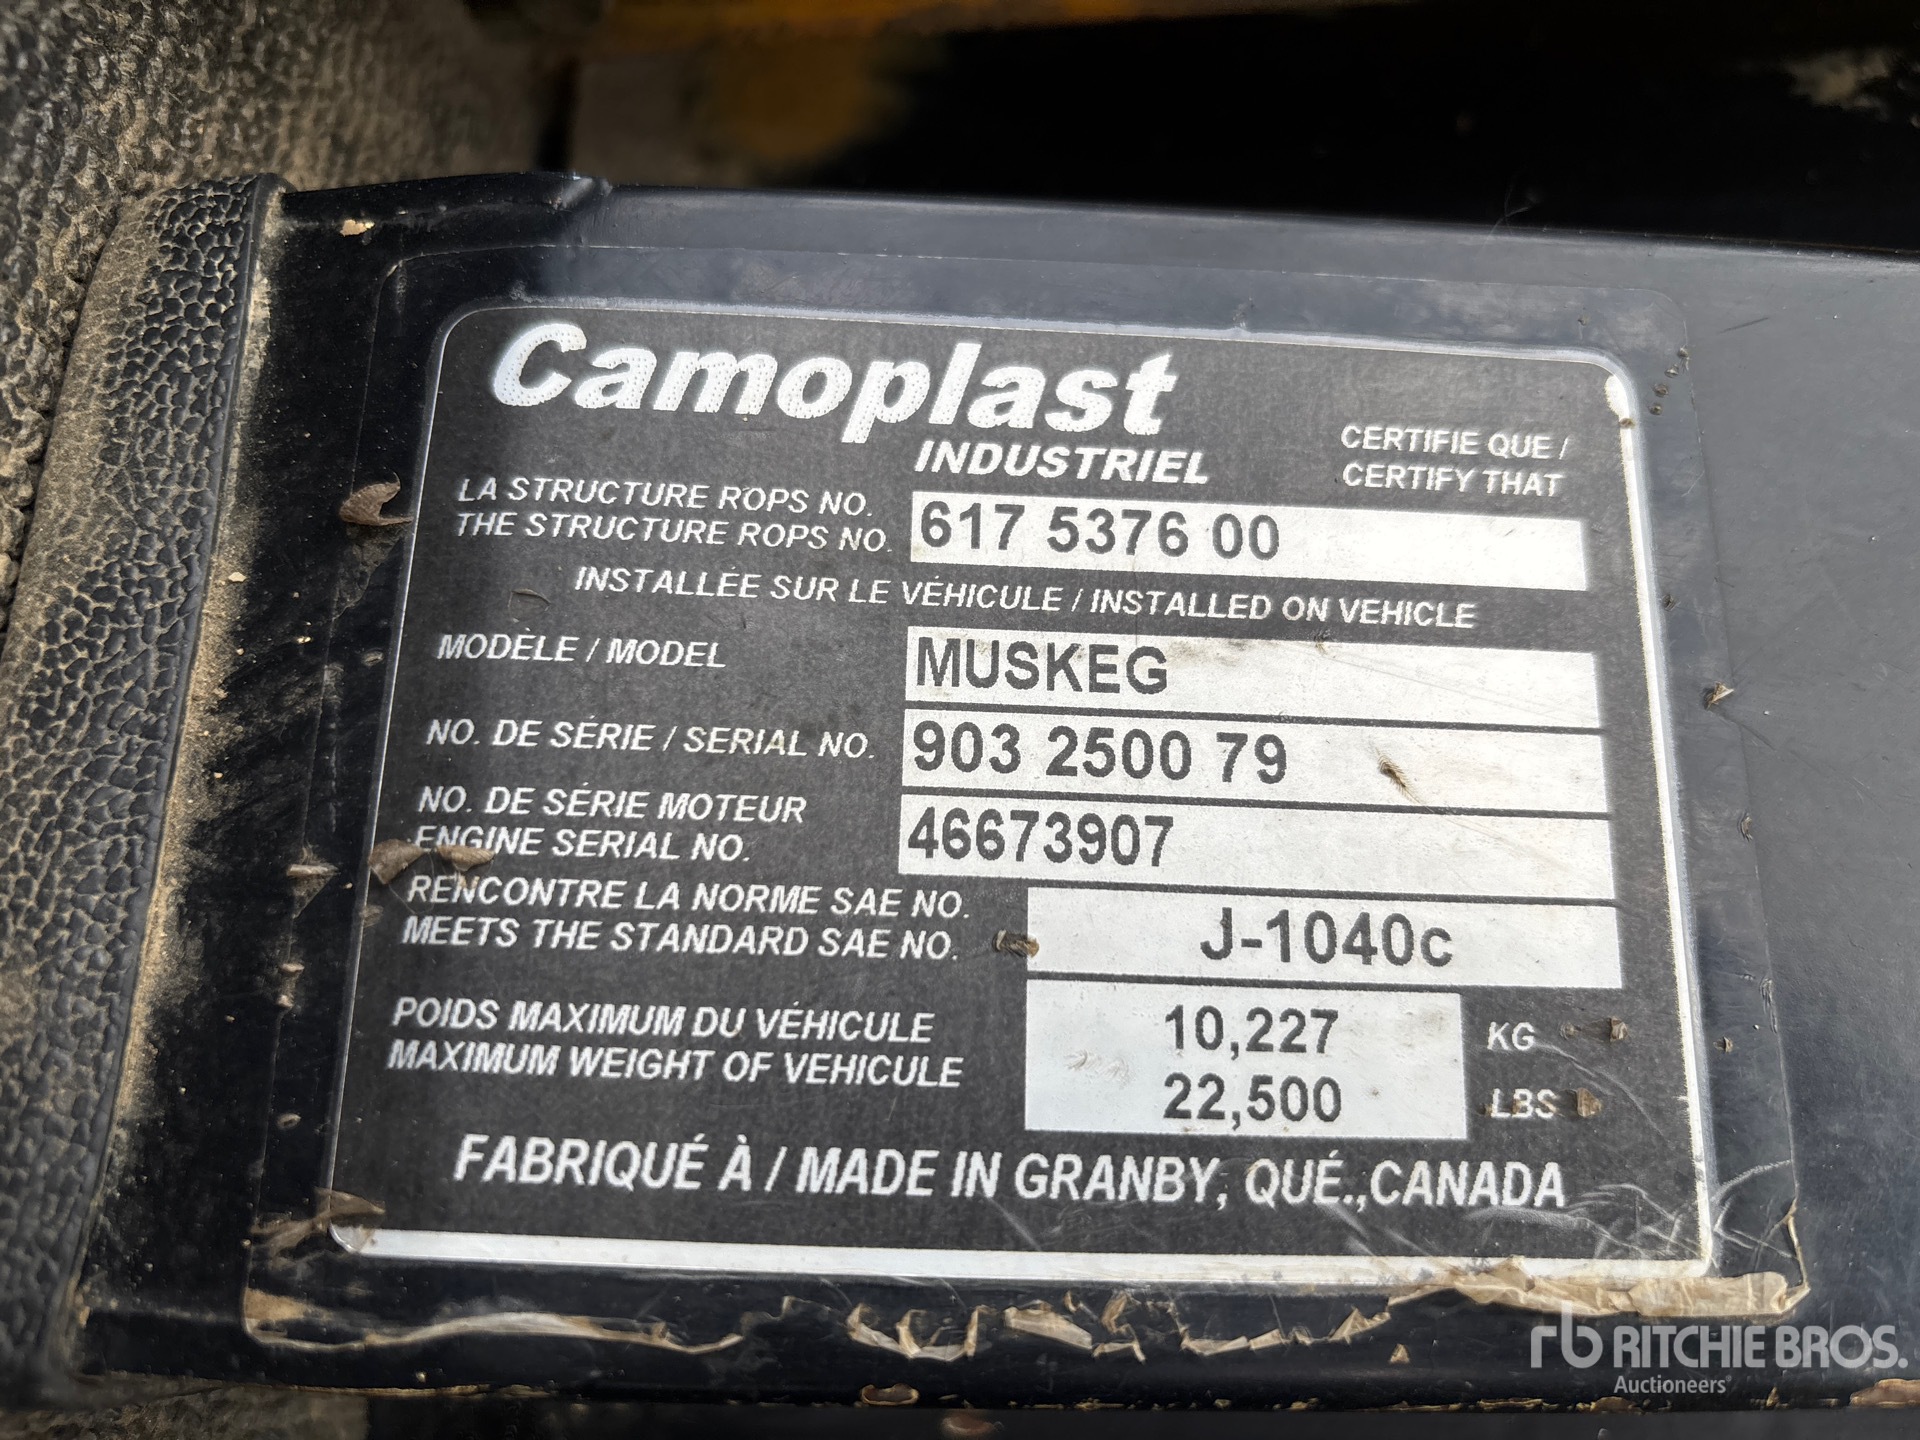 Camoplast
INDUSTRIEL
CERTIFIE QUE /
CERTIFY THAT
LA STRUCTURE ROPS NO.
THE STRUCTURE ROPS NO. 617 5376 00
INSTALLÉE SUR LE VÉHICULE / INSTALLED ON VEHICLE
MODÈLE / MODEL MUSKEG
NO. DE SÉRIE / SERIAL NO. 903 2500 79
NO. DE SÉRIE MOTEUR
ENGINE SERIAL NO. 46673907
RENCONTRE LA NORME SAE NO.
MEETS THE STANDARD SAE NO. J-1040c
POIDS MAXIMUM DU VÉHICULE 10,227 KG
MAXIMUM WEIGHT OF VEHICULE 22,500 LBS
FABRIQUÉ À / MADE IN GRANBY, QUÉ.,CANADA
rb RITCHIE BROS.
Auctioneers